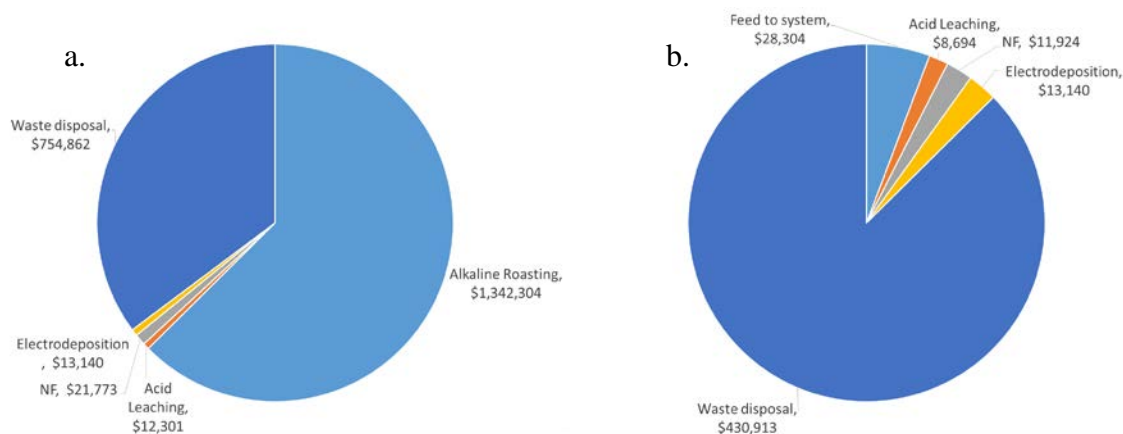 a.
Waste disposal,
$754,862
Alkaline Roasting,
$1,342,304
Electrodeposition
, $13,140
NF, $21,773
Acid
Leaching,
$12,301
b.
Feed to system,
$28,304
Acid Leaching,
$8,694
NF, $11,924
Electrodeposition,
$13,140
Waste disposal,
$430,913